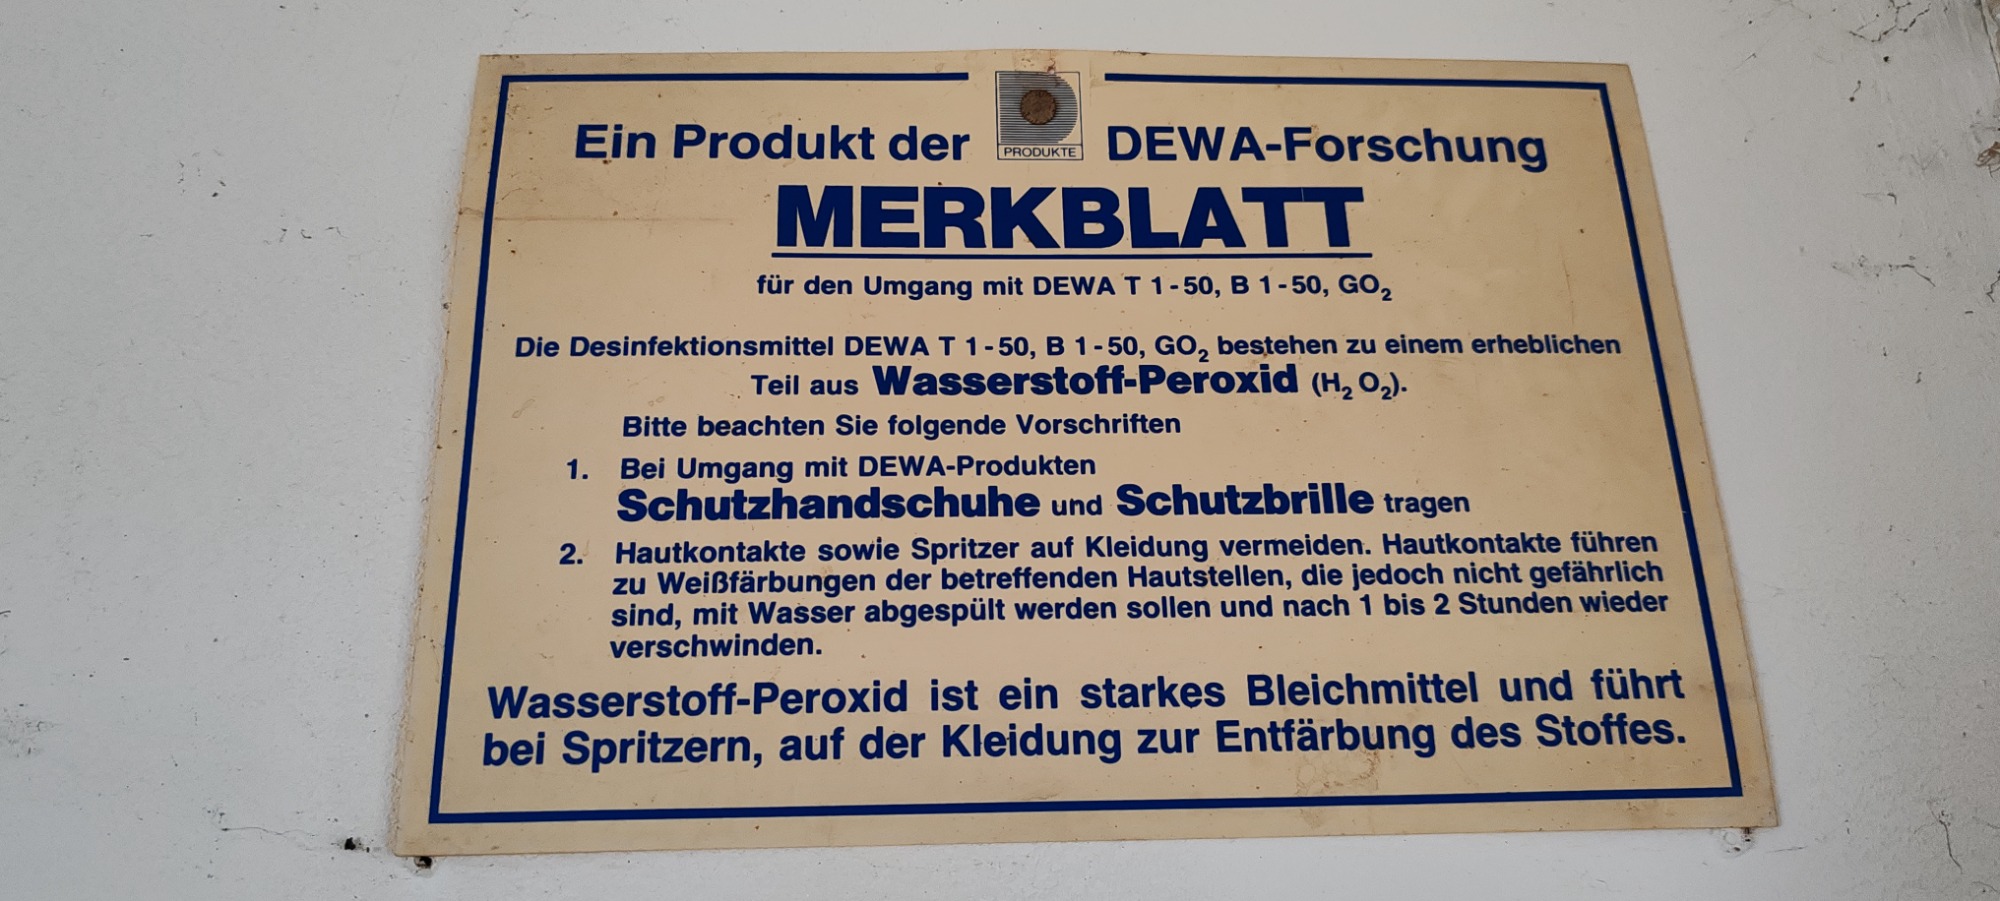 Ein Produkt der DEWA-Forschung
PRODUKTE
MERKBLATT
für den Umgang mit DEWA T 1-50, B 1-50, GO₂
Die Desinfektionsmittel DEWA T 1-50, B 1-50, GO₂ bestehen zu einem erheblichen
Teil aus Wasserstoff-Peroxid (H₂ O₂).
Bitte beachten Sie folgende Vorschriften
1. Bei Umgang mit DEWA-Produkten
Schutzhandschuhe und Schutzbrille tragen
2. Hautkontakte sowie Spritzer auf Kleidung vermeiden. Hautkontakte führen
zu Weißfärbungen der betreffenden Hautstellen, die jedoch nicht gefährlich
sind, mit Wasser abgespült werden sollen und nach 1 bis 2 Stunden wieder
verschwinden.
Wasserstoff-Peroxid ist ein starkes Bleichmittel und führt
bei Spritzern, auf der Kleidung zur Entfärbung des Stoffes.